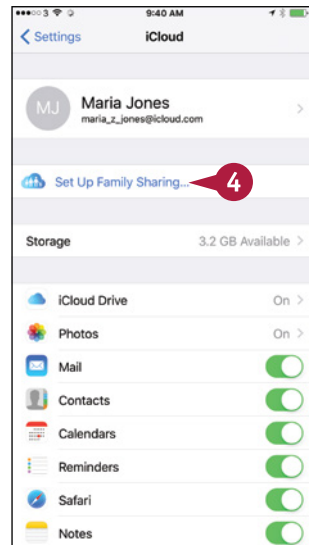 3 9:40 AM
Settings iCloud
MJ Maria Jones
maria_z_jones@icloud.com
Set Up Family Sharing... 4
Storage 3.2 GB Available
iCloud Drive On
Photos On
Mail
Contacts
Calendars
Reminders
Safari
Notes